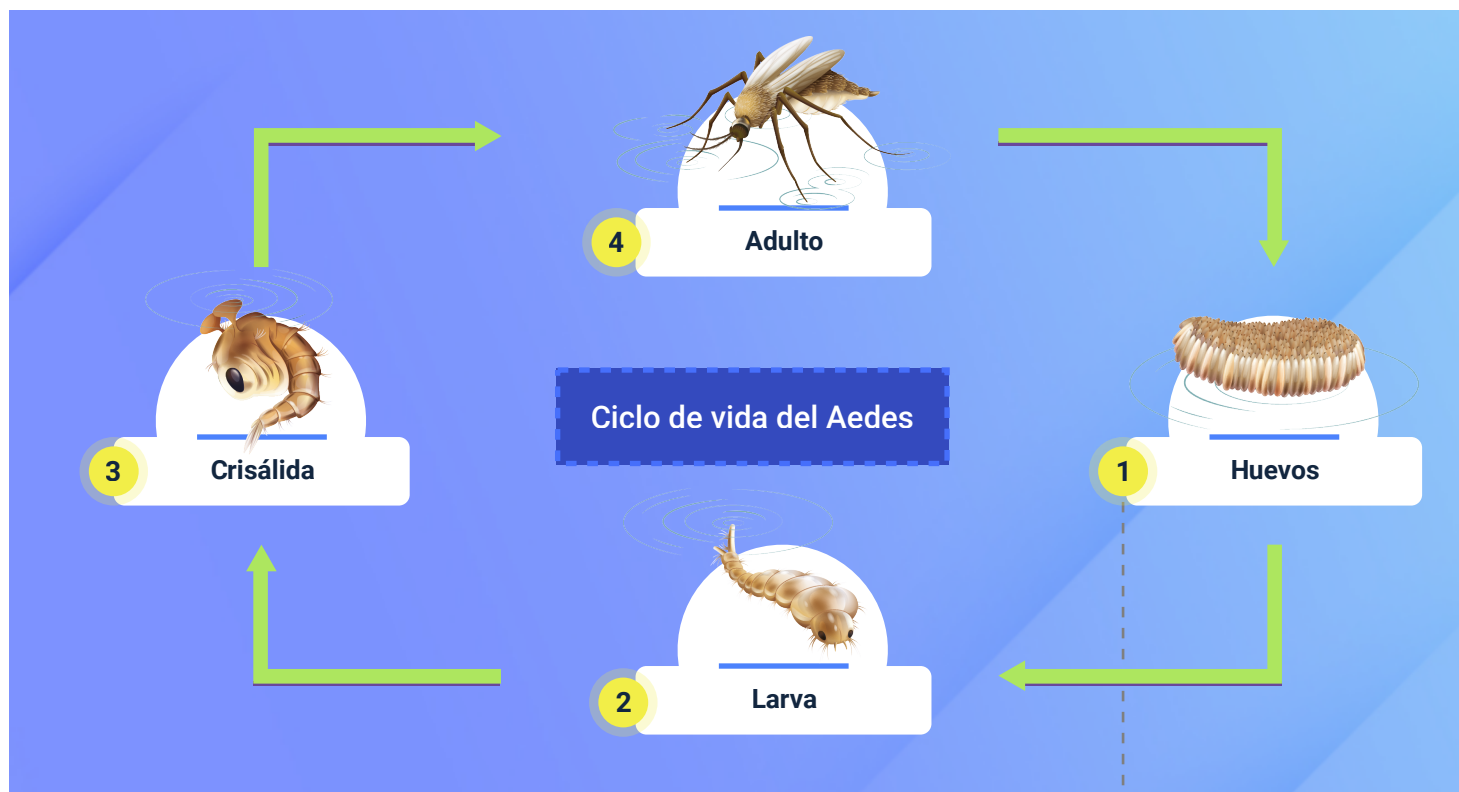 4
Adulto
Ciclo de vida del Aedes
3
Crisálida
1
Huevos
2
Larva